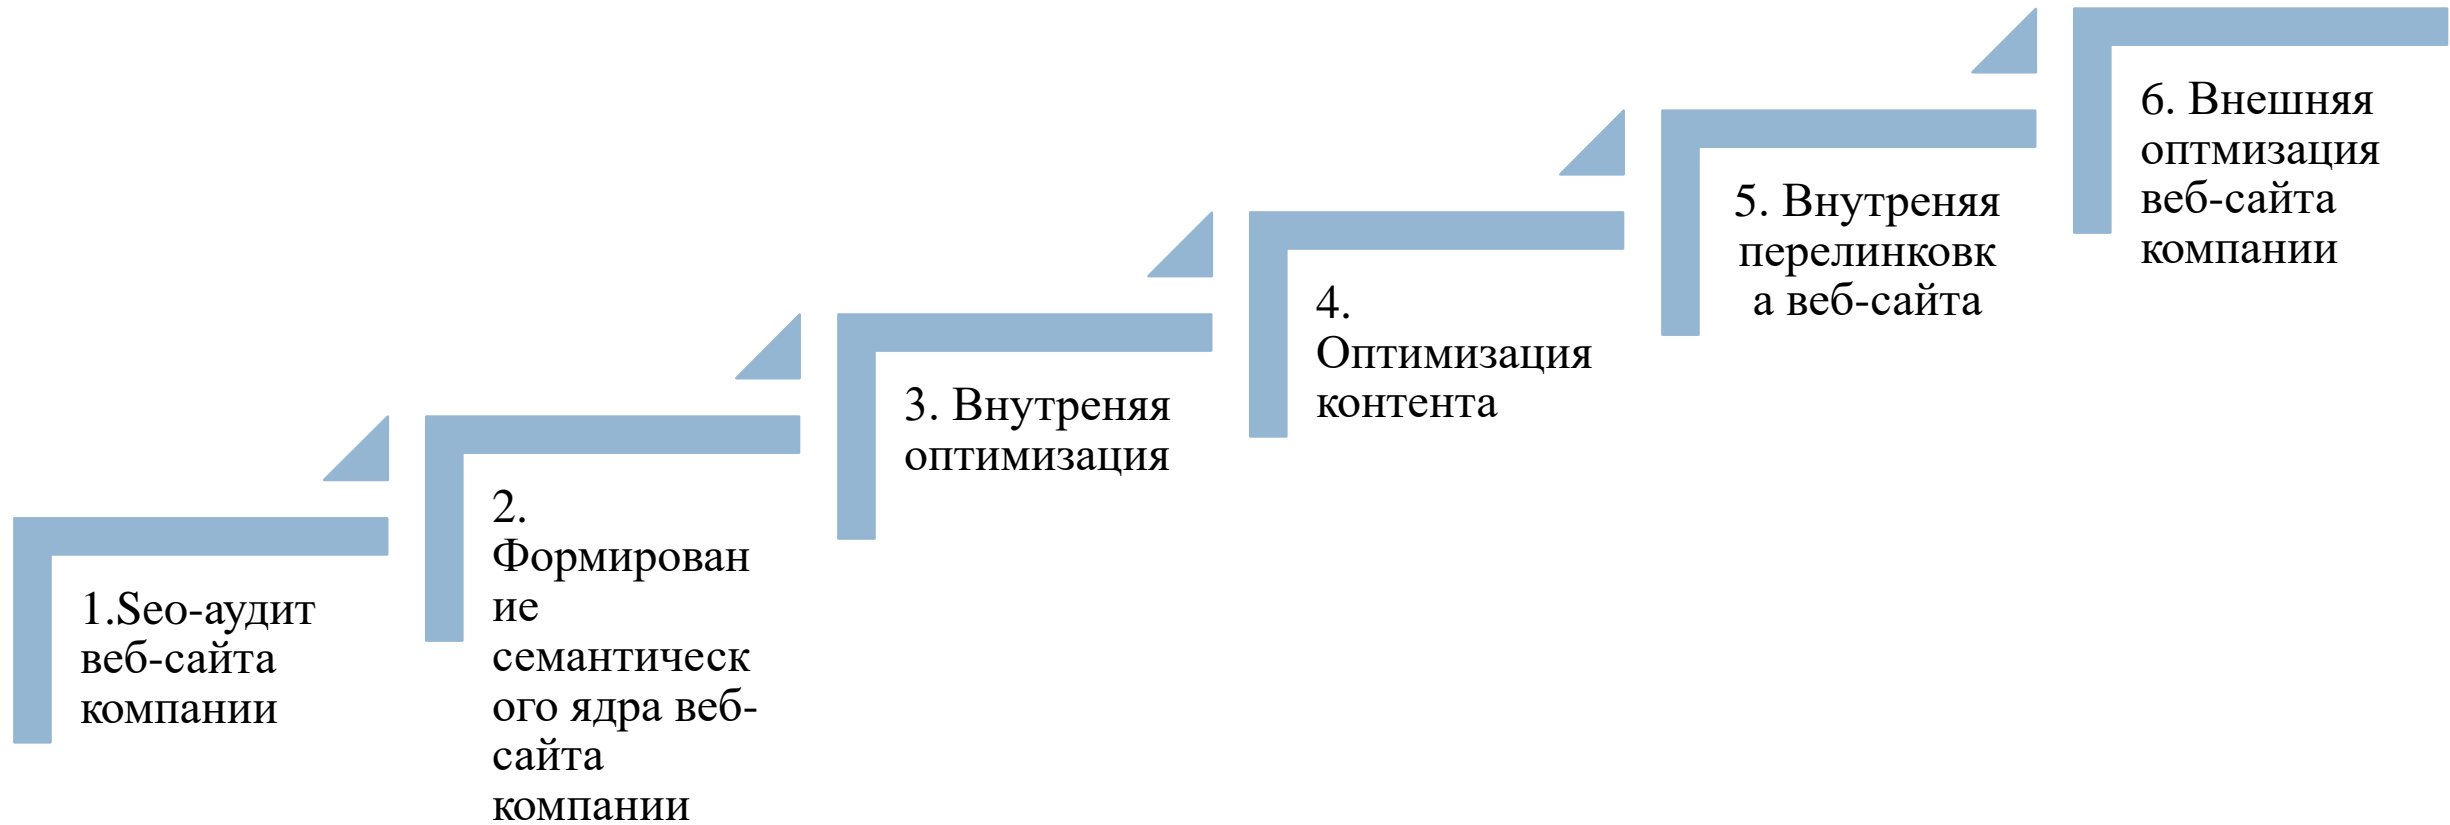 1.Seo-аудит
веб-сайта
компании
2.
Формирован
ие
семантическ
ого ядра веб-
сайта
компании
3. Внутреняя
оптимизация
4.
Оптимизация
контента
5. Внутреняя
перелинковк
а веб-сайта
6. Внешняя
оптмизация
веб-сайта
компании